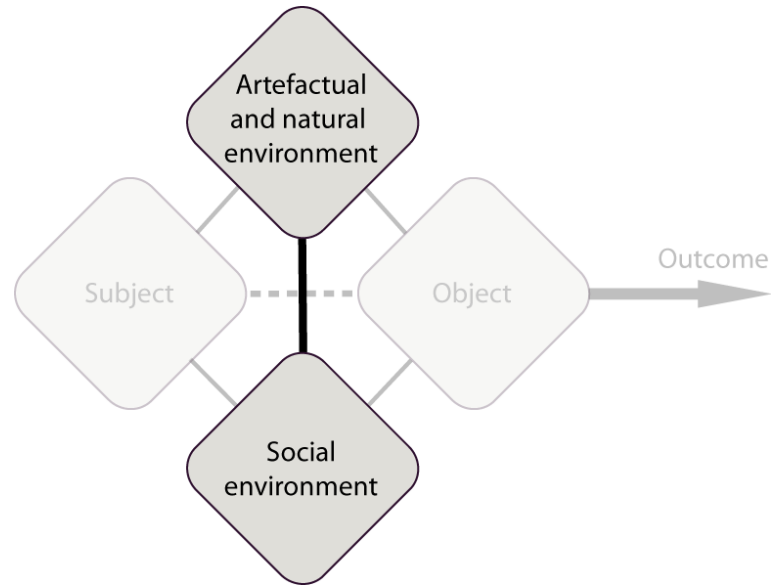 Artefactual
and natural
environment
Outcome
Subject
Object
Social
environment